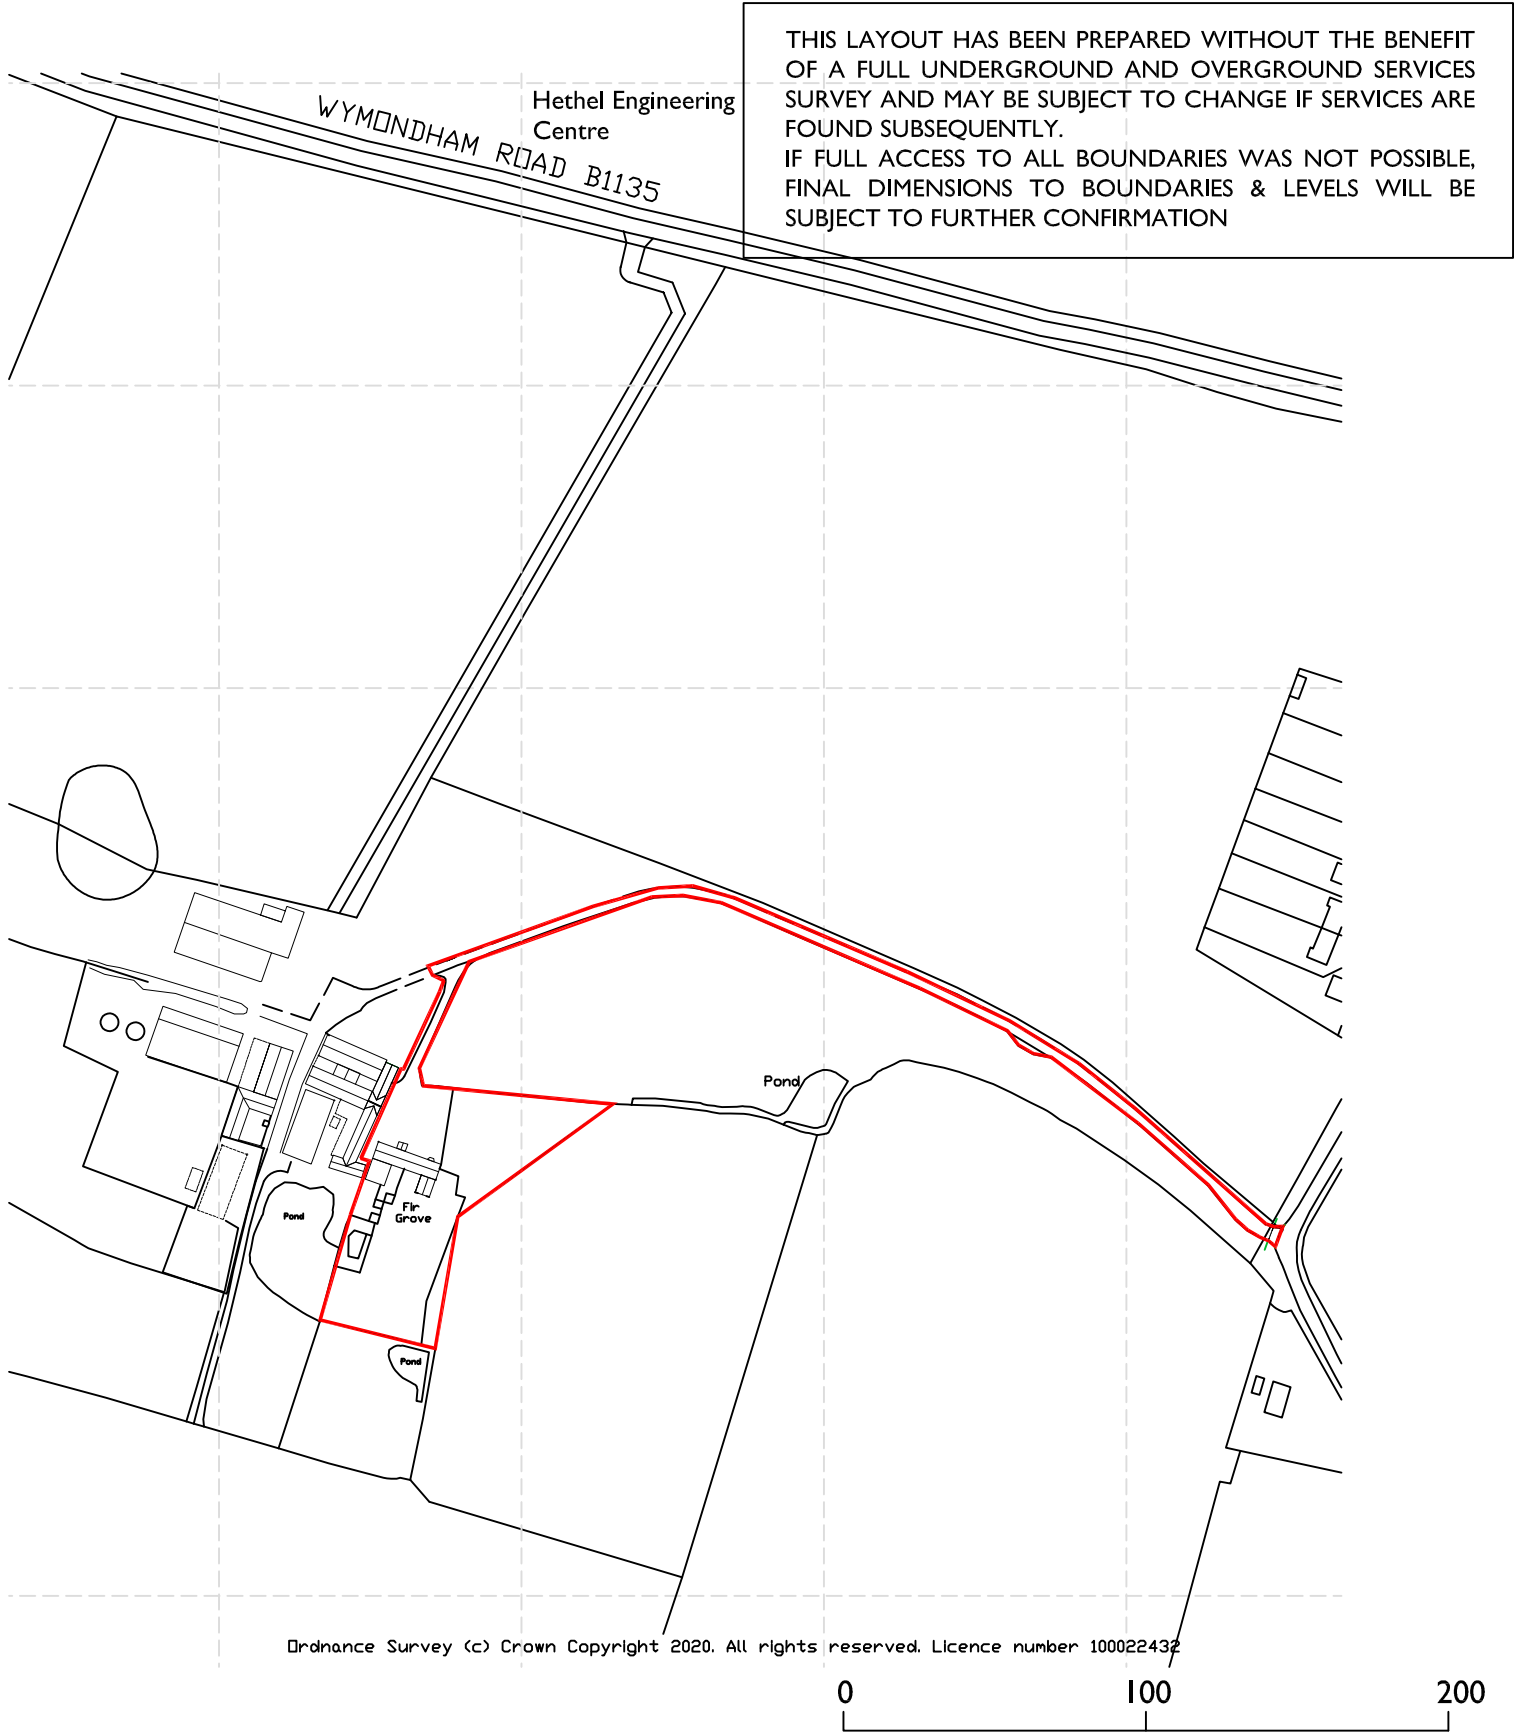 THIS LAYOUT HAS BEEN PREPARED WITHOUT THE BENEFIT
OF A FULL UNDERGROUND AND OVERGROUND SERVICES
SURVEY AND MAY BE SUBJECT TO CHANGE IF SERVICES ARE
FOUND SUBSEQUENTLY.
IF FULL ACCESS TO ALL BOUNDARIES WAS NOT POSSIBLE,
FINAL DIMENSIONS TO BOUNDARIES & LEVELS WILL BE
SUBJECT TO FURTHER CONFIRMATION
Hethel Engineering
Centre
WYMONDHAM ROAD B1135
Pond
Fir
Grove
Pond
Pond
Ordnance Survey (c) Crown Copyright 2020. All rights reserved. Licence number 100022432
0 100 200